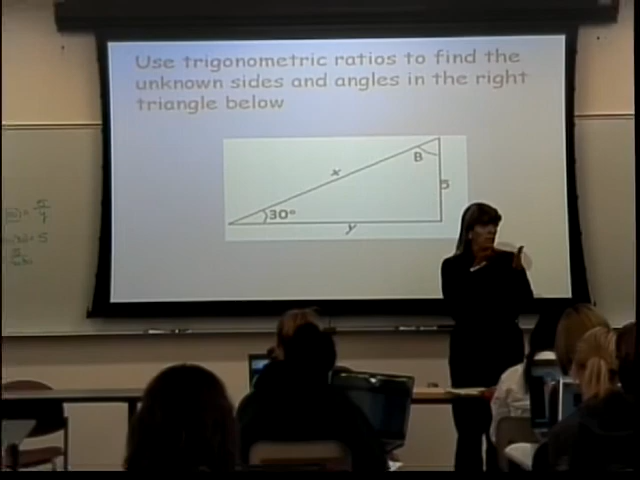 Use trigonometric ratios to find the
unknown sides and angles in the right
triangle below
x
B
5
30°
y